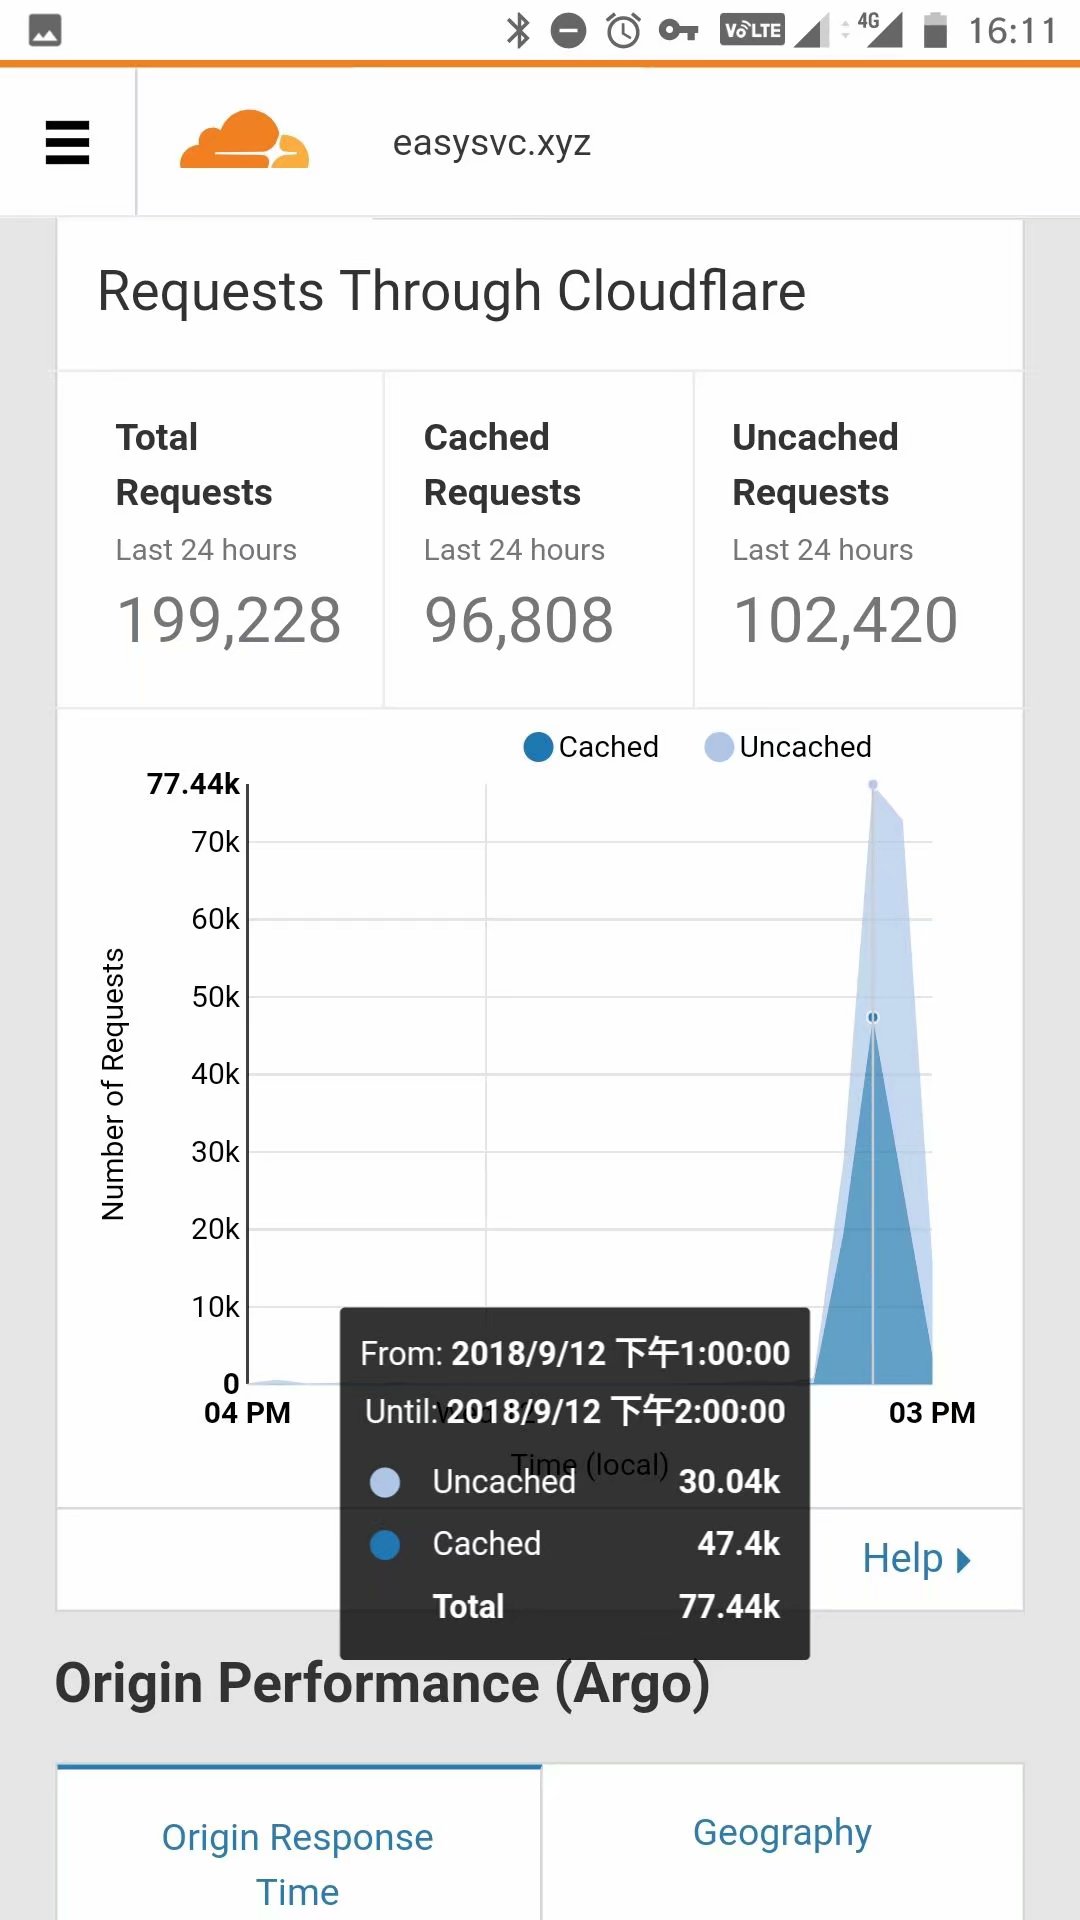 VoLTE 4G 16:11
easysvc.xyz
Requests Through Cloudflare
Total Requests
Last 24 hours
199,228
Cached Requests
Last 24 hours
96,808
Uncached Requests
Last 24 hours
102,420
Cached Uncached
77.44k
70k
60k
50k
40k
30k
20k
10k
0
Number of Requests
04 PM
03 PM
Time (local)
From: 2018/9/12 下午1:00:00
Until: 2018/9/12 下午2:00:00
Uncached 30.04k
Cached 47.4k
Total 77.44k
Help
Origin Performance (Argo)
Origin Response
Time
Geography